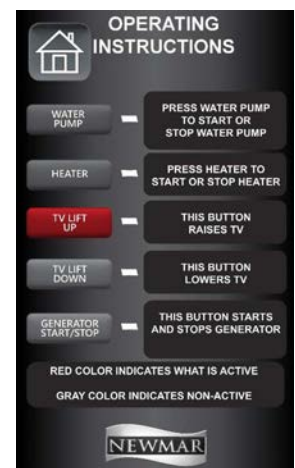 OPERATING
INSTRUCTIONS
WATER
PUMP
PRESS WATER PUMP
TO START OR
STOP WATER PUMP
HEATER
PRESS HEATER TO
START OR STOP HEATER
TV LIFT
UP
THIS BUTTON
RAISES TV
TV LIFT
DOWN
THIS BUTTON
LOWERS TV
GENERATOR
START/STOP
THIS BUTTON STARTS
AND STOPS GENERATOR
RED COLOR INDICATES WHAT IS ACTIVE
GRAY COLOR INDICATES NON-ACTIVE
NEWMAR